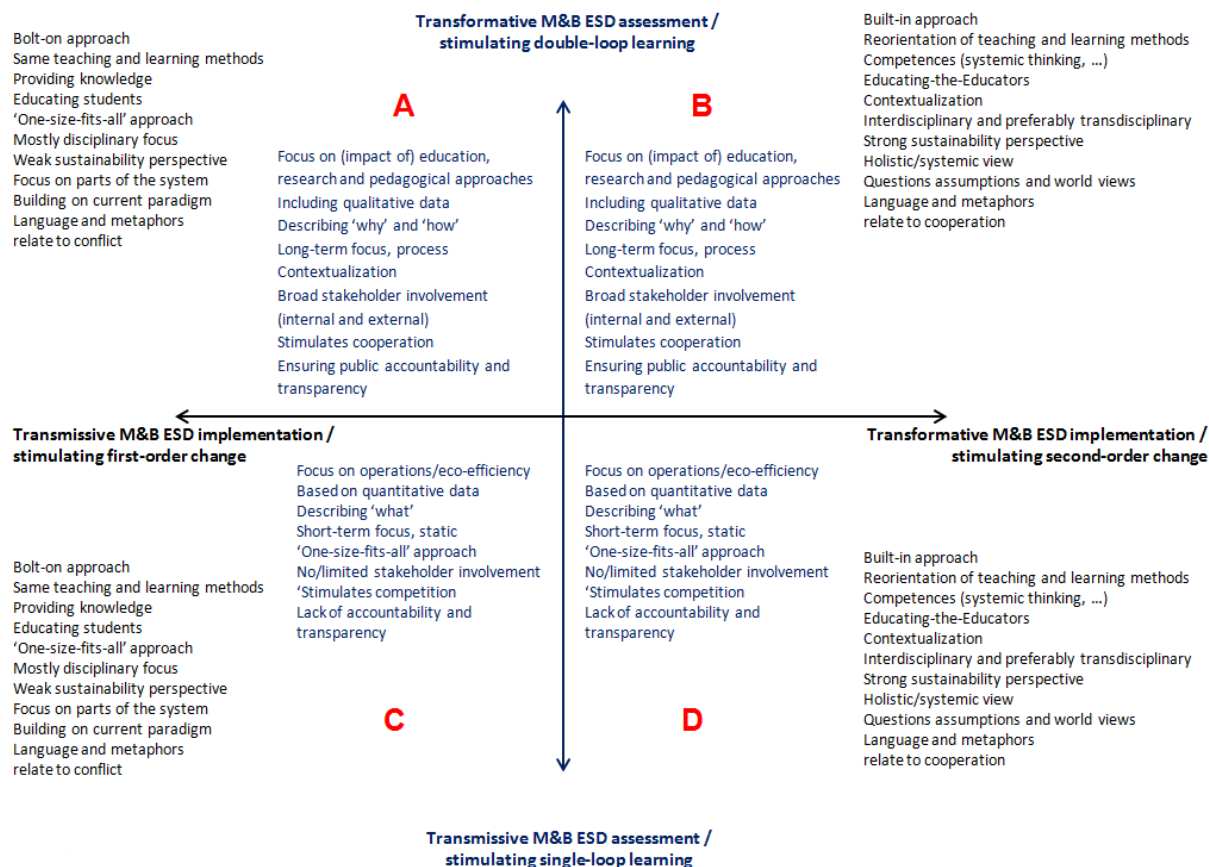 Transformative M&B ESD assessment /
stimulating double-loop learning
Bolt-on approach
Same teaching and learning methods
Providing knowledge
Educating students
‘One-size-fits-all’ approach
Mostly disciplinary focus
Weak sustainability perspective
Focus on parts of the system
Building on current paradigm
Language and metaphors
relate to conflict
A
Focus on (impact of) education,
research and pedagogical approaches
Including qualitative data
Describing ‘why’ and ‘how’
Long-term focus, process
Contextualization
Broad stakeholder involvement
(internal and external)
Stimulates cooperation
Ensuring public accountability and
transparency
B
Focus on (impact of) education,
research and pedagogical approaches
Including qualitative data
Describing ‘why’ and ‘how’
Long-term focus, process
Contextualization
Broad stakeholder involvement
(internal and external)
Stimulates cooperation
Ensuring public accountability and
transparency
Built-in approach
Reorientation of teaching and learning methods
Competences (systemic thinking, …)
Educating-the-Educators
Contextualization
Interdisciplinary and preferably transdisciplinary
Strong sustainability perspective
Holistic/systemic view
Questions assumptions and world views
Language and metaphors
relate to cooperation
Transmissive M&B ESD implementation /
stimulating first-order change
Transformative M&B ESD implementation /
stimulating second-order change
Bolt-on approach
Same teaching and learning methods
Providing knowledge
Educating students
‘One-size-fits-all’ approach
Mostly disciplinary focus
Weak sustainability perspective
Focus on parts of the system
Building on current paradigm
Language and metaphors
relate to conflict
Focus on operations/eco-efficiency
Based on quantitative data
Describing ‘what’
Short-term focus, static
‘One-size-fits-all’ approach
No/limited stakeholder involvement
‘Stimulates competition
Lack of accountability and
transparency
C
Focus on operations/eco-efficiency
Based on quantitative data
Describing ‘what’
Short-term focus, static
‘One-size-fits-all’ approach
No/limited stakeholder involvement
‘Stimulates competition
Lack of accountability and
transparency
D
Built-in approach
Reorientation of teaching and learning methods
Competences (systemic thinking, …)
Educating-the-Educators
Contextualization
Interdisciplinary and preferably transdisciplinary
Strong sustainability perspective
Holistic/systemic view
Questions assumptions and world views
Language and metaphors
relate to cooperation
Transmissive M&B ESD assessment /
stimulating single-loop learning